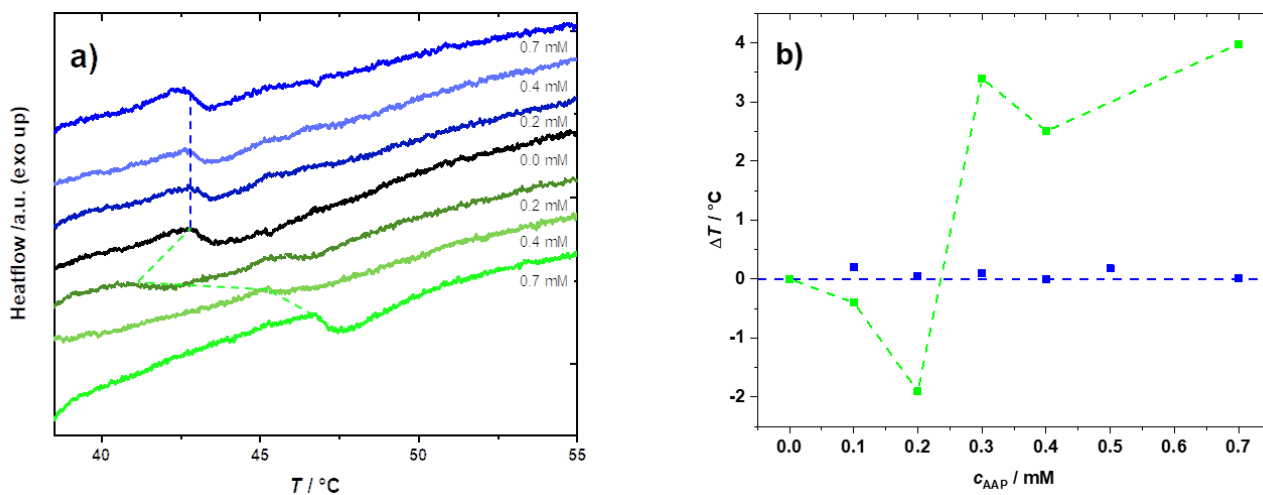 a)
0.7 mM
0.4 mM
0.2 mM
0.0 mM
0.2 mM
0.4 mM
0.7 mM
Heatflow /a.u. (exo up)
40 45 50 55
T / °C
b)
4
3
2
1
0
-1
-2
ΔT / °C
0.0 0.1 0.2 0.3 0.4 0.5 0.6 0.7
cAAP / mM